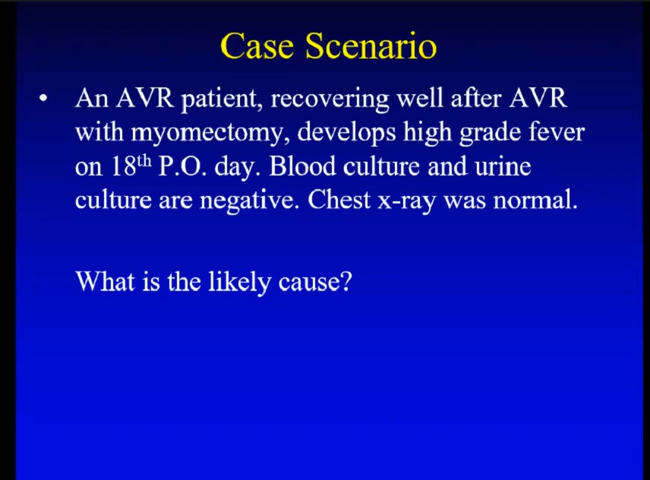 Case Scenario
• An AVR patient, recovering well after AVR
with myomectomy, develops high grade fever
on 18th P.O. day. Blood culture and urine
culture are negative. Chest x-ray was normal.
What is the likely cause?